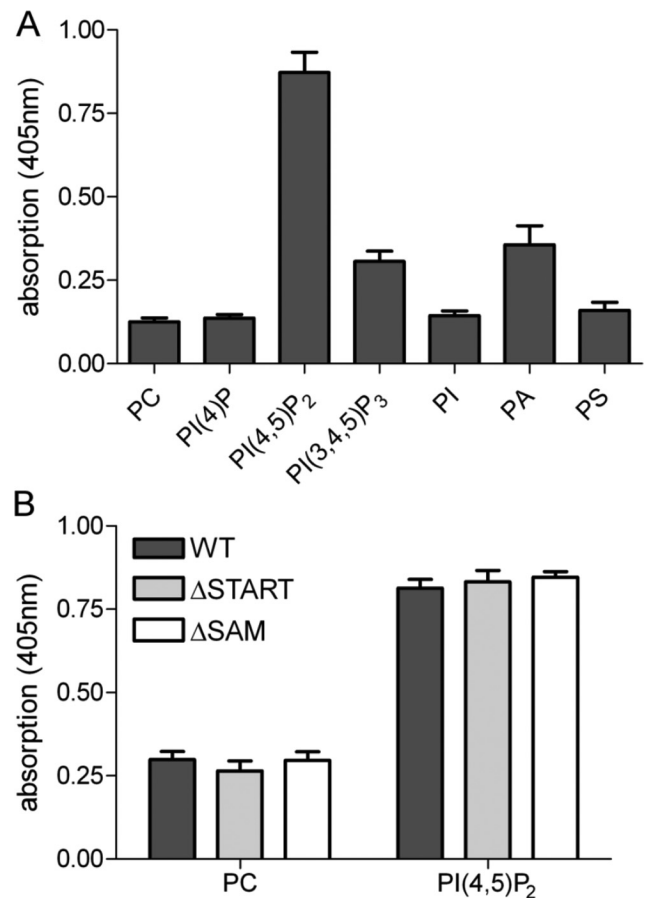 A
absorption (405nm)
1.00
0.75
0.50
0.25
0.00
PC
PI(4)P
PI(4,5)P₂
PI(3,4,5)P₃
PI
PA
PS
B
absorption (405nm)
1.00
0.75
0.50
0.25
0.00
WT
ΔSTART
ΔSAM
PC
PI(4,5)P₂